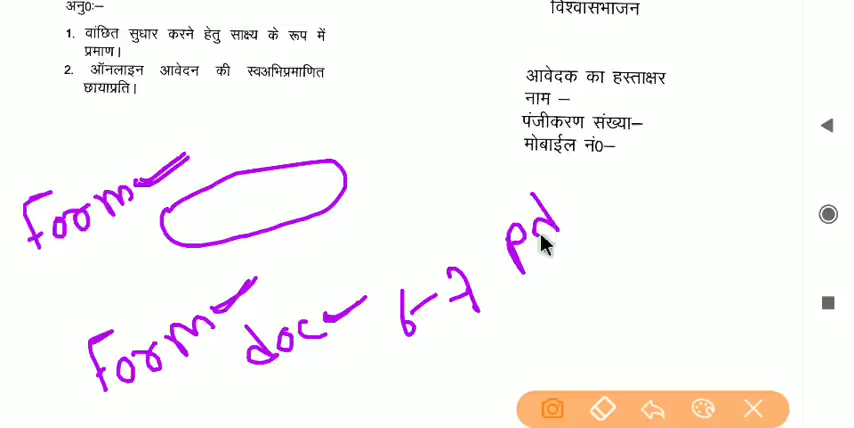 अनु0:–
विश्वासभाजन
1. वांछित सुधार करने हेतु साक्ष्य के रूप में
प्रमाण।
2. ऑनलाइन आवेदन की स्वअभिप्रमाणित
छायाप्रति।
आवेदक का हस्ताक्षर
नाम –
पंजीकरण संख्या–
मोबाईल नं0–
Form
Form doc 6-7 pd